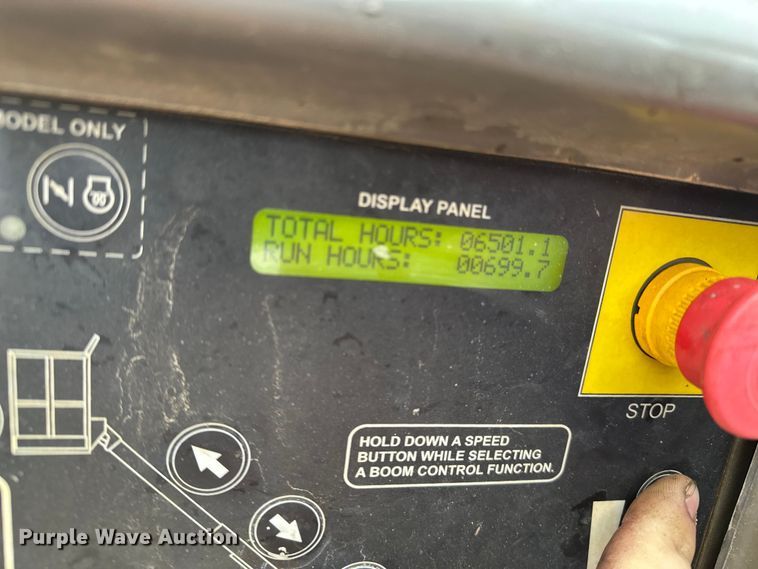 MODEL ONLY
DISPLAY PANEL
TOTAL HOURS: 06501.1
RUN HOURS: 00699.7
STOP
HOLD DOWN A SPEED
BUTTON WHILE SELECTING
A BOOM CONTROL FUNCTION.
Purple Wave Auction